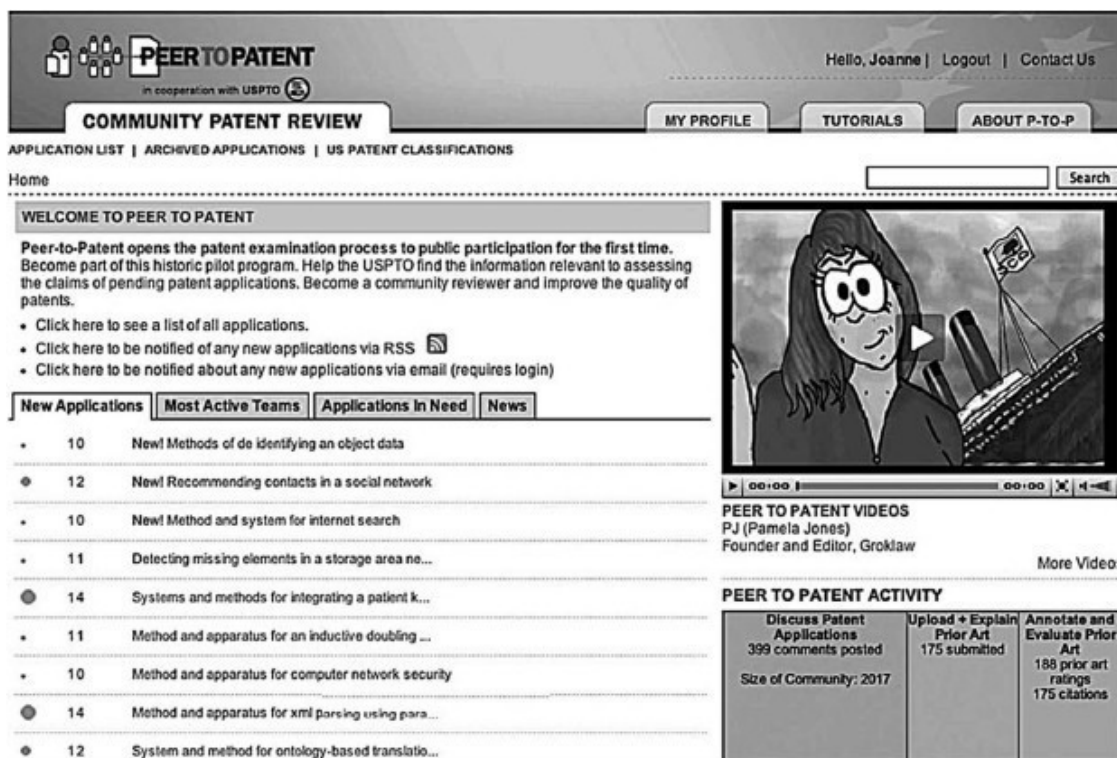 PEERTOPATENT
in cooperation with USPTO
Hello, Joanne | Logout | Contact Us
COMMUNITY PATENT REVIEW
MY PROFILE
TUTORIALS
ABOUT P-TO-P
APPLICATION LIST | ARCHIVED APPLICATIONS | US PATENT CLASSIFICATIONS
Home
Search
WELCOME TO PEER TO PATENT
Peer-to-Patent opens the patent examination process to public participation for the first time.
Become part of this historic pilot program. Help the USPTO find the information relevant to assessing
the claims of pending patent applications. Become a community reviewer and improve the quality of
patents.
• Click here to see a list of all applications.
• Click here to be notified of any new applications via RSS
• Click here to be notified about any new applications via email (requires login)
New Applications
Most Active Teams
Applications In Need
News
10 New! Methods of de identifying an object data
12 New! Recommending contacts in a social network
10 New! Method and system for internet search
11 Detecting missing elements in a storage area ne...
14 Systems and methods for integrating a patient k...
11 Method and apparatus for an inductive doubling ...
10 Method and apparatus for computer network security
14 Method and apparatus for xml parsing using para...
12 System and method for ontology-based translatio...
00:00
00:00
PEER TO PATENT VIDEOS
PJ (Pamela Jones)
Founder and Editor, Groklaw
More Videos
PEER TO PATENT ACTIVITY
Discuss Patent
Applications
399 comments posted
Size of Community: 2017
Upload + Explain
Prior Art
175 submitted
Annotate and
Evaluate Prior
Art
188 prior art
ratings
175 citations